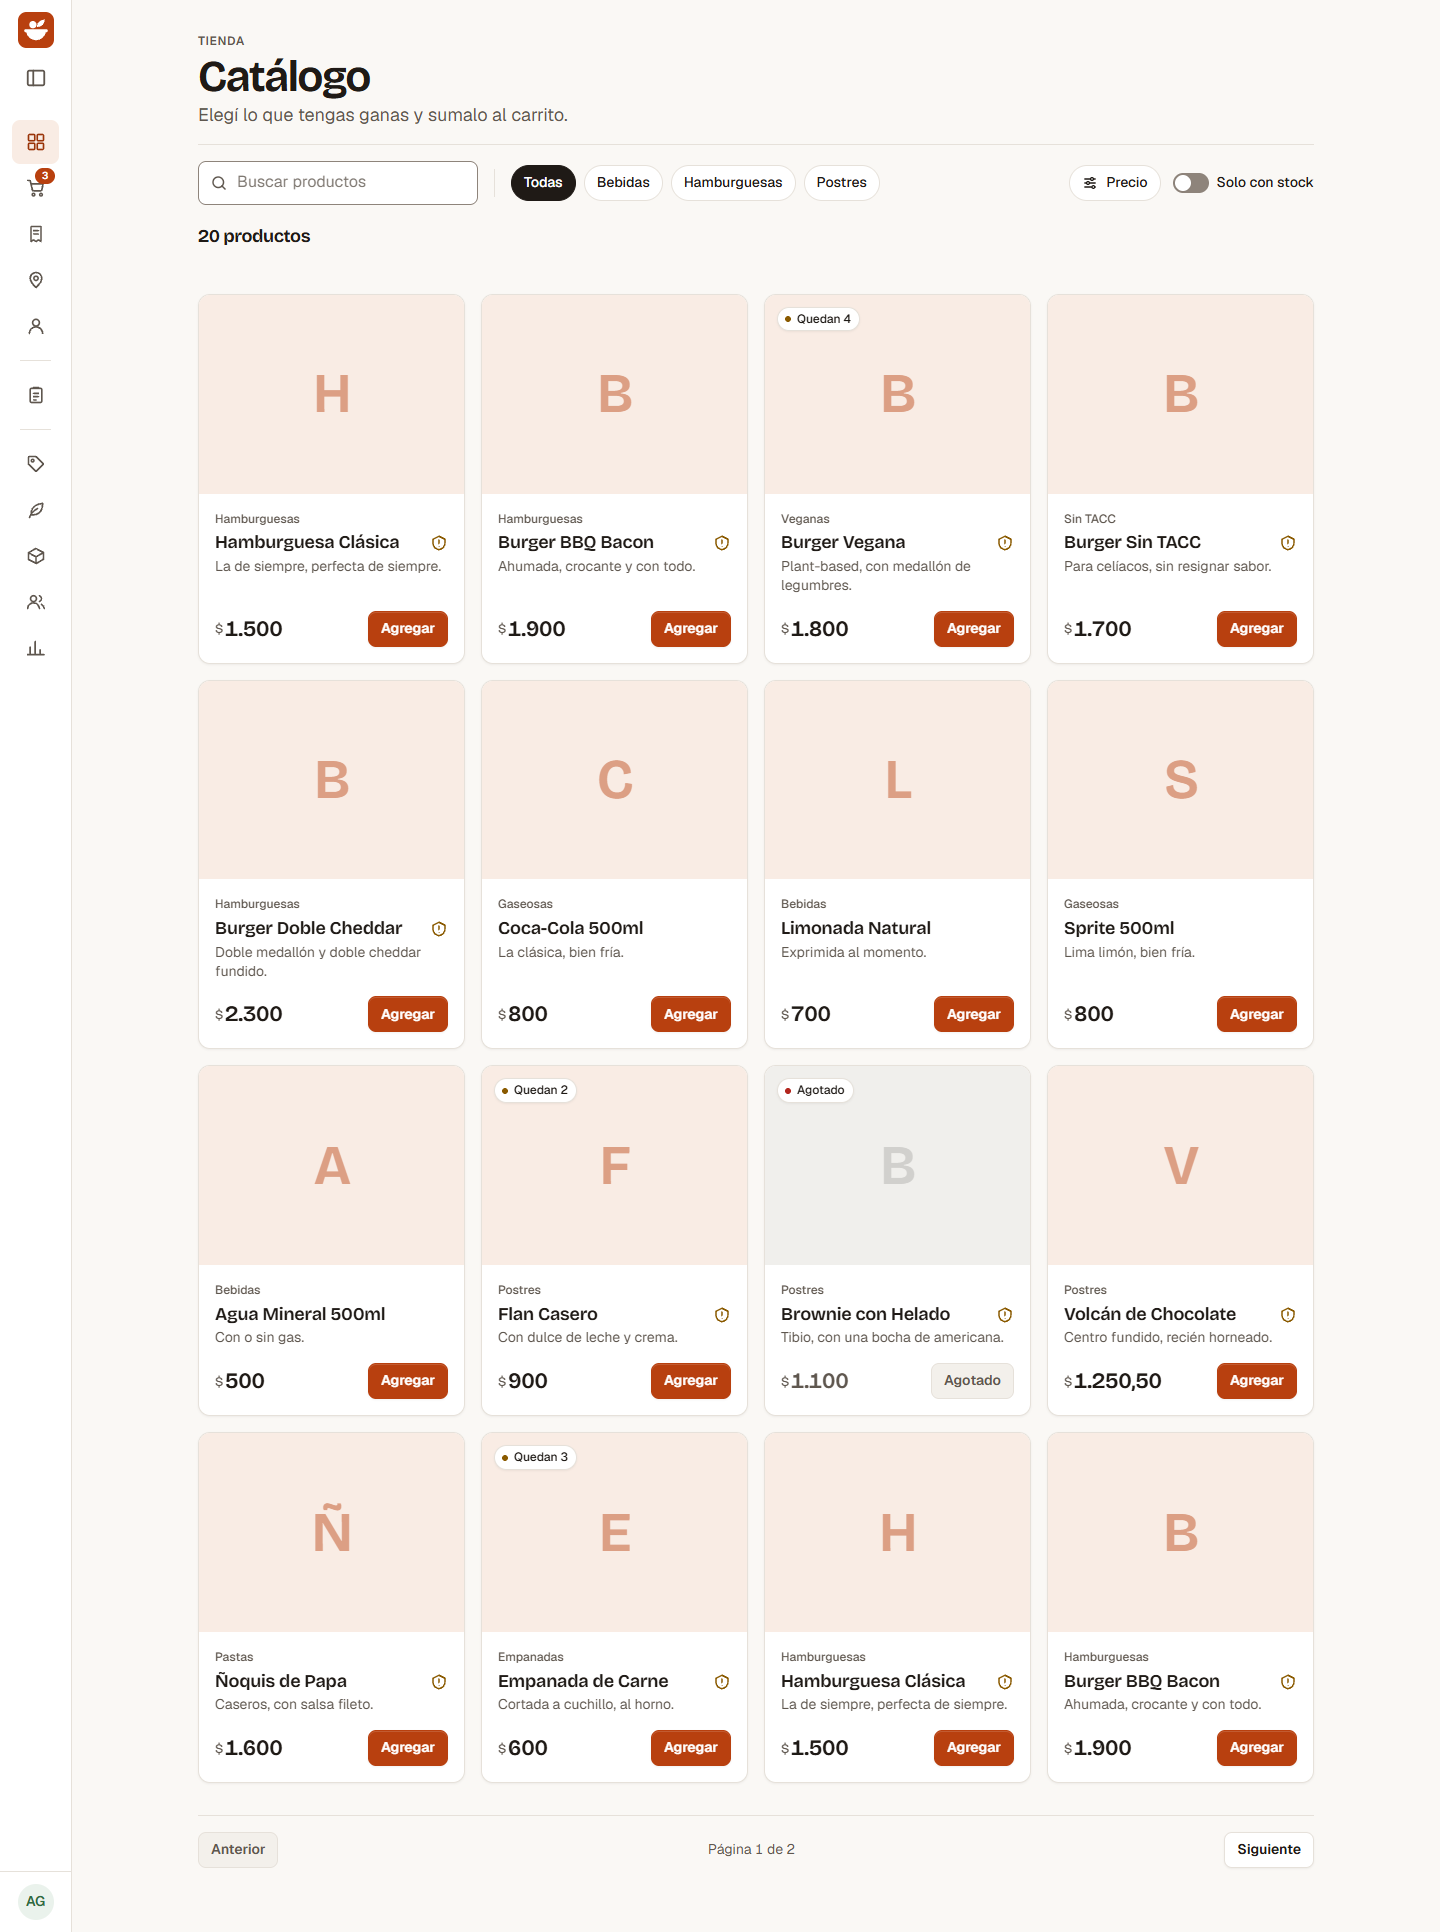 TIENDA
Catálogo
Elegí lo que tengas ganas y sumalo al carrito.
3
Buscar productos
Todas
Bebidas
Hamburguesas
Postres
Precio
Solo con stock
20 productos
H
Hamburguesas
Hamburguesa Clásica
La de siempre, perfecta de siempre.
$1.500
Agregar
B
Hamburguesas
Burger BBQ Bacon
Ahumada, crocante y con todo.
$1.900
Agregar
Quedan 4
B
Veganas
Burger Vegana
Plant-based, con medallón de
legumbres.
$1.800
Agregar
B
Sin TACC
Burger Sin TACC
Para celíacos, sin resignar sabor.
$1.700
Agregar
B
Hamburguesas
Burger Doble Cheddar
Doble medallón y doble cheddar
fundido.
$2.300
Agregar
C
Gaseosas
Coca-Cola 500ml
La clásica, bien fría.
$800
Agregar
L
Bebidas
Limonada Natural
Exprimida al momento.
$700
Agregar
S
Gaseosas
Sprite 500ml
Lima limón, bien fría.
$800
Agregar
A
Bebidas
Agua Mineral 500ml
Con o sin gas.
$500
Agregar
Quedan 2
F
Postres
Flan Casero
Con dulce de leche y crema.
$900
Agregar
Agotado
B
Postres
Brownie con Helado
Tibio, con una bocha de americana.
$1.100
Agotado
V
Postres
Volcán de Chocolate
Centro fundido, recién horneado.
$1.250,50
Agregar
Ñ
Pastas
Ñoquis de Papa
Caseros, con salsa fileto.
$1.600
Agregar
Quedan 3
E
Empanadas
Empanada de Carne
Cortada a cuchillo, al horno.
$600
Agregar
H
Hamburguesas
Hamburguesa Clásica
La de siempre, perfecta de siempre.
$1.500
Agregar
B
Hamburguesas
Burger BBQ Bacon
Ahumada, crocante y con todo.
$1.900
Agregar
Anterior
Página 1 de 2
Siguiente
AG